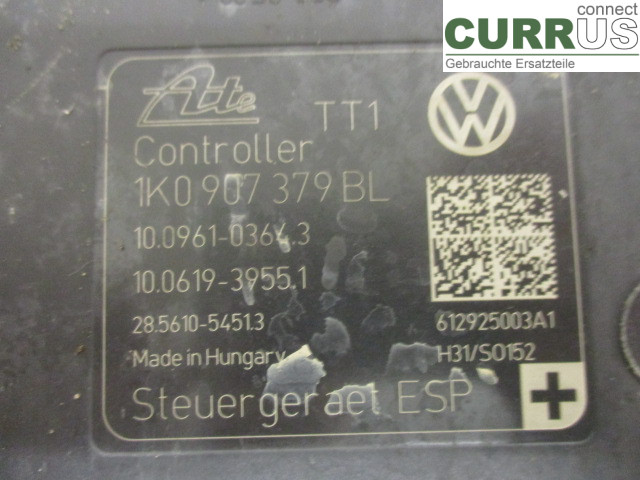 connect
CURRUS
Gebrauchte Ersatzteile
Ate
TT1
Controller
1K0 907 379 BL
10.0961-0364.3
10.0619-3955.1
28.5610-5451.3
612925003A1
Made in Hungary
H31/S0152
Steuergeraet ESP